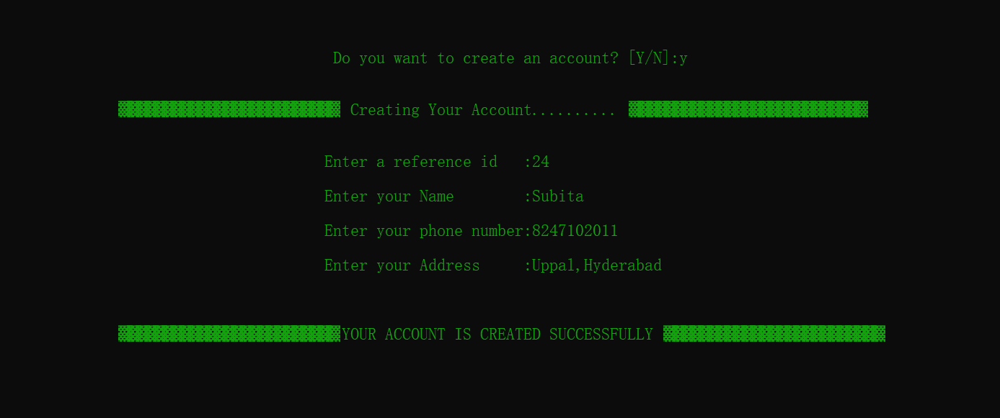 Do you want to create an account? [Y/N]:y
▓▓▓▓▓▓▓▓▓▓▓▓▓▓▓▓▓▓▓▓▓▓▓▓▓▓ Creating Your Account.......... ▓▓▓▓▓▓▓▓▓▓▓▓▓▓▓▓▓▓▓▓▓▓▓▓▓▓▓▓
Enter a reference id   :24
Enter your Name        :Subita
Enter your phone number:8247102011
Enter your Address     :Uppal,Hyderabad
▓▓▓▓▓▓▓▓▓▓▓▓▓▓▓▓▓▓▓▓▓▓▓▓▓▓YOUR ACCOUNT IS CREATED SUCCESSFULLY ▓▓▓▓▓▓▓▓▓▓▓▓▓▓▓▓▓▓▓▓▓▓▓▓▓▓